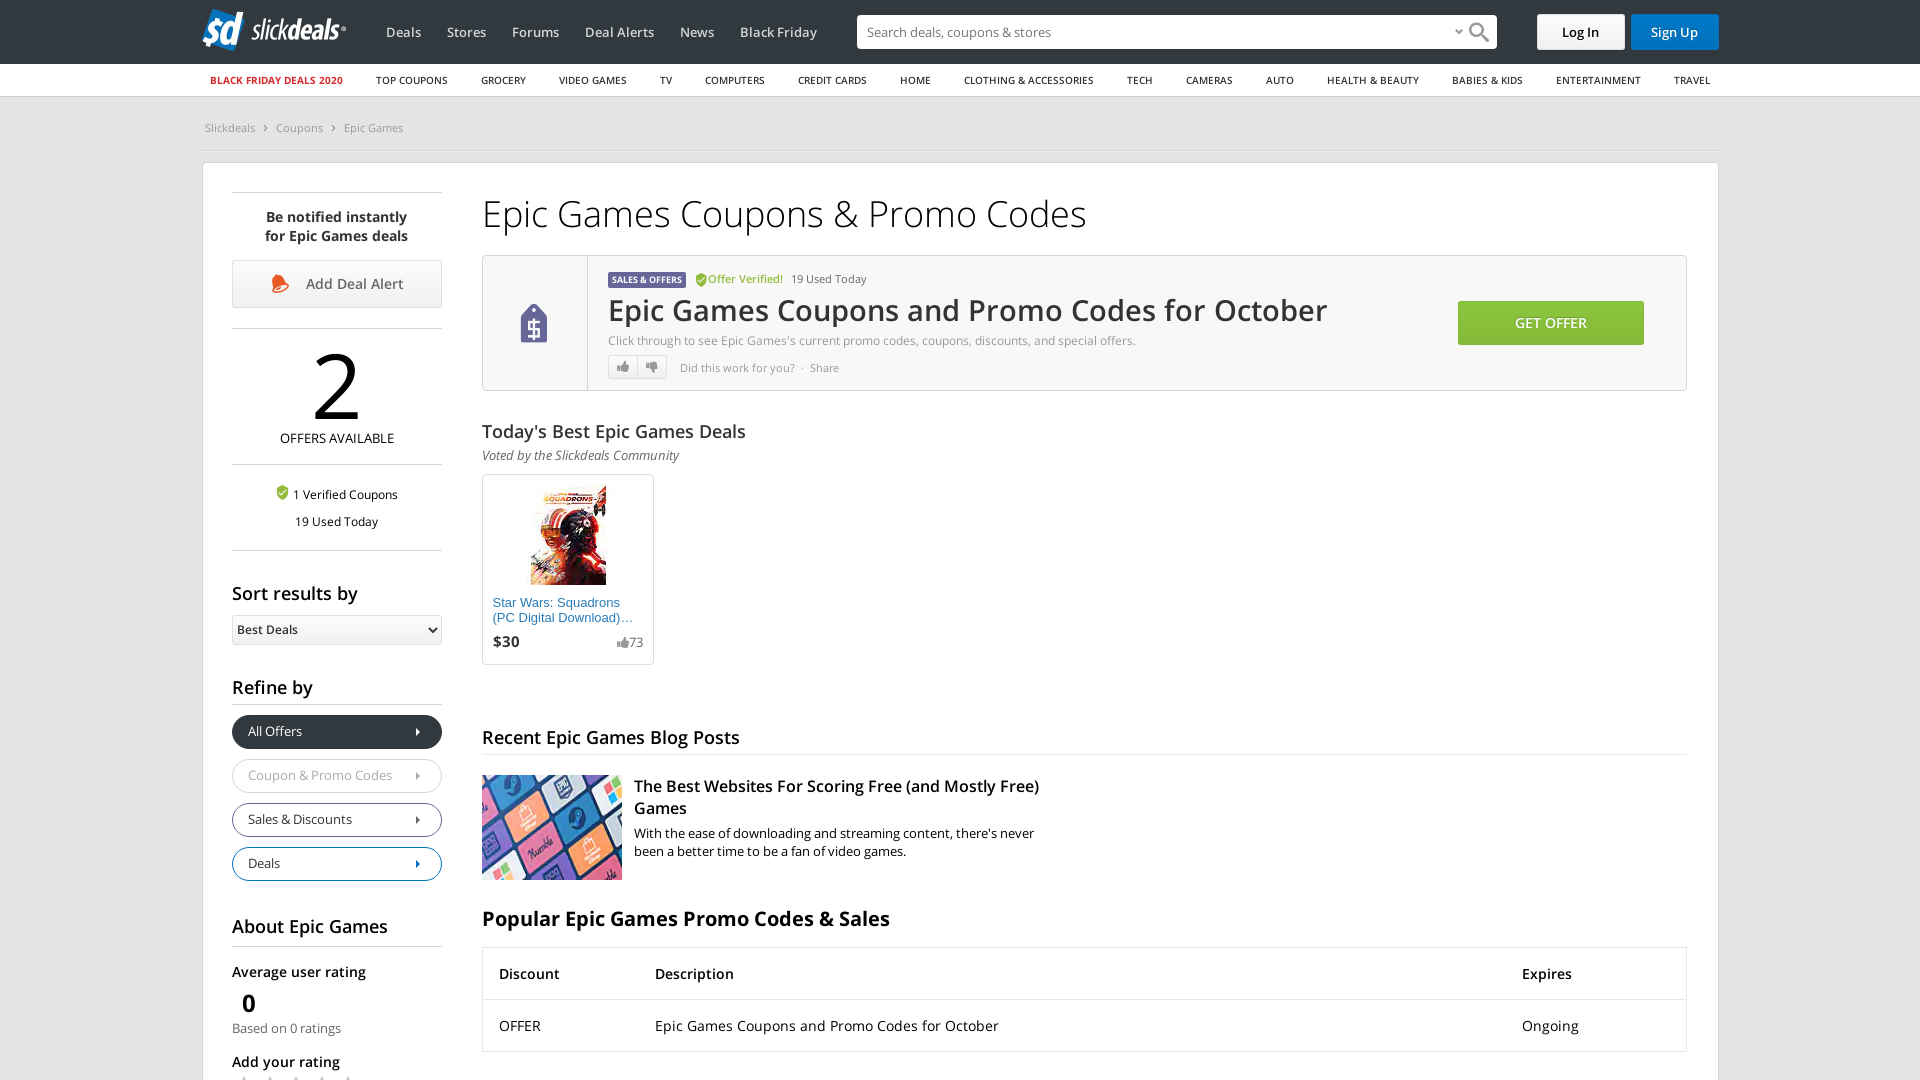 slickdeals
Deals Stores Forums Deal Alerts News Black Friday
Search deals, coupons & stores
Log In
Sign Up
BLACK FRIDAY DEALS 2020 TOP COUPONS GROCERY VIDEO GAMES TV COMPUTERS CREDIT CARDS HOME CLOTHING & ACCESSORIES TECH CAMERAS AUTO HEALTH & BEAUTY BABIES & KIDS ENTERTAINMENT TRAVEL
Slickdeals Coupons Epic Games
Be notified instantly
for Epic Games deals
Add Deal Alert
2
OFFERS AVAILABLE
1 Verified Coupons
19 Used Today
Sort results by
Best Deals
Refine by
All Offers
Coupon & Promo Codes
Sales & Discounts
Deals
About Epic Games
Average user rating
0
Based on 0 ratings
Add your rating
Epic Games Coupons & Promo Codes
SALES & OFFERS Offer Verified! 19 Used Today
Epic Games Coupons and Promo Codes for October
Click through to see Epic Games's current promo codes, coupons, discounts, and special offers.
Did this work for you? · Share
GET OFFER
Today's Best Epic Games Deals
Voted by the Slickdeals Community
SQUADRONS
Star Wars: Squadrons
(PC Digital Download)…
$30 73
Recent Epic Games Blog Posts
The Best Websites For Scoring Free (and Mostly Free)
Games
With the ease of downloading and streaming content, there's never
been a better time to be a fan of video games.
Popular Epic Games Promo Codes & Sales
Discount Description Expires
OFFER Epic Games Coupons and Promo Codes for October Ongoing